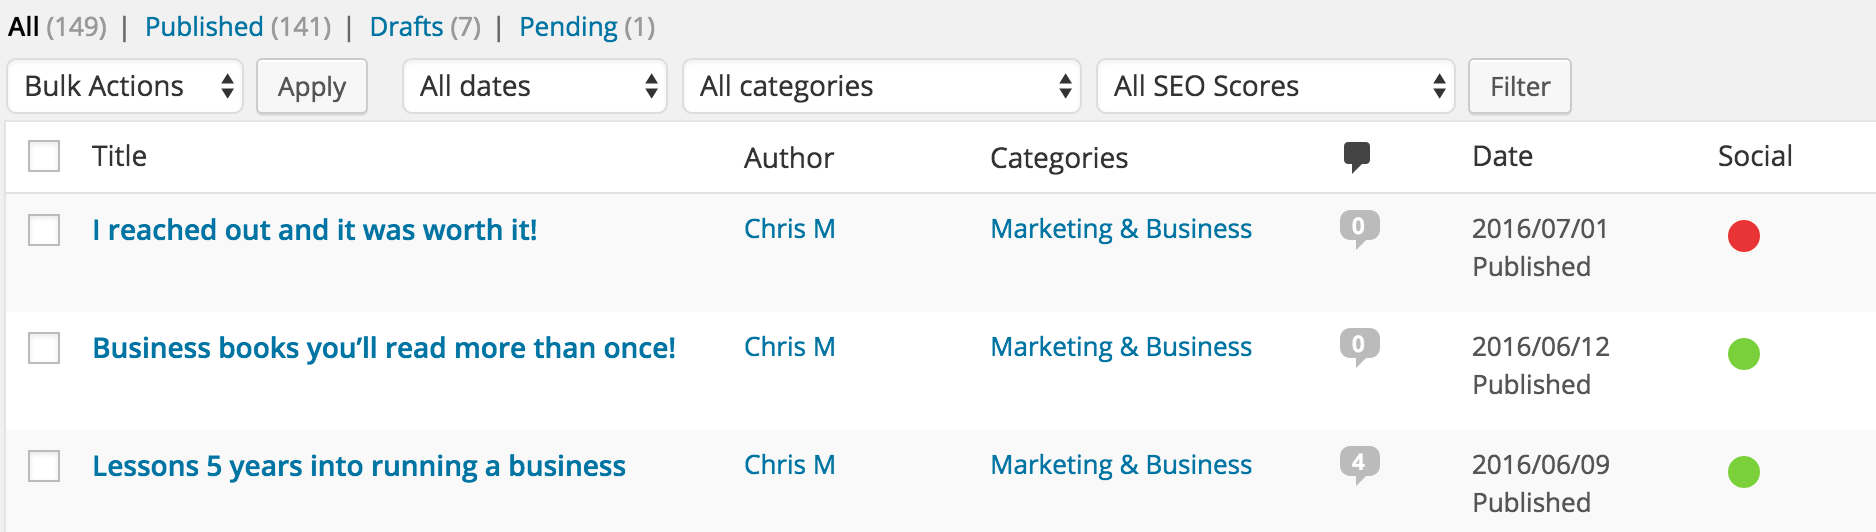 All (149) | Published (141) | Drafts (7) | Pending (1)
Bulk Actions Apply All dates All categories All SEO Scores Filter
Title Author Categories Date Social
I reached out and it was worth it! Chris M Marketing & Business 0 2016/07/01
Published
Business books you’ll read more than once! Chris M Marketing & Business 0 2016/06/12
Published
Lessons 5 years into running a business Chris M Marketing & Business 4 2016/06/09
Published